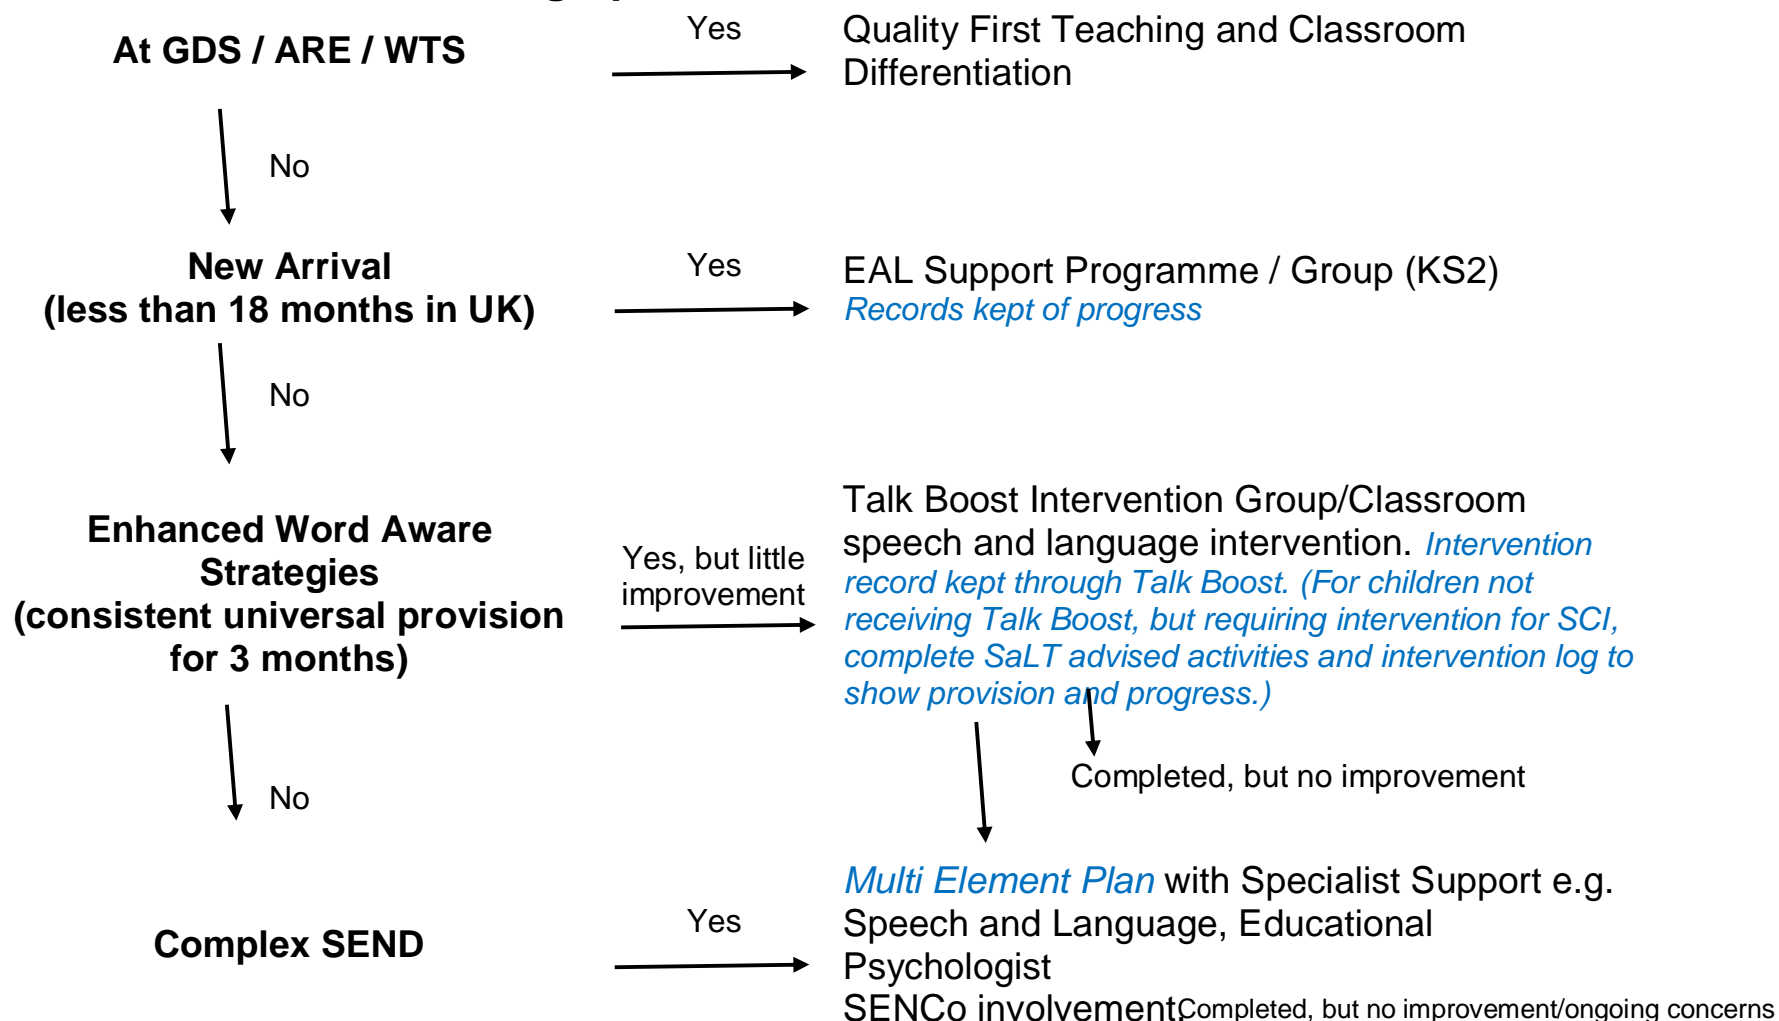 At GDS / ARE / WTS
Yes
Quality First Teaching and Classroom
Differentiation
No
New Arrival
(less than 18 months in UK)
Yes
EAL Support Programme / Group (KS2)
Records kept of progress
No
Enhanced Word Aware
Strategies
(consistent universal provision
for 3 months)
Yes, but little
improvement
Talk Boost Intervention Group/Classroom
speech and language intervention. Intervention
record kept through Talk Boost. (For children not
receiving Talk Boost, but requiring intervention for SCI,
complete SaLT advised activities and intervention log to
show provision and progress.)
Completed, but no improvement
No
Complex SEND
Yes
Multi Element Plan with Specialist Support e.g.
Speech and Language, Educational
Psychologist
SENCo involvement.
Completed, but no improvement/ongoing concerns